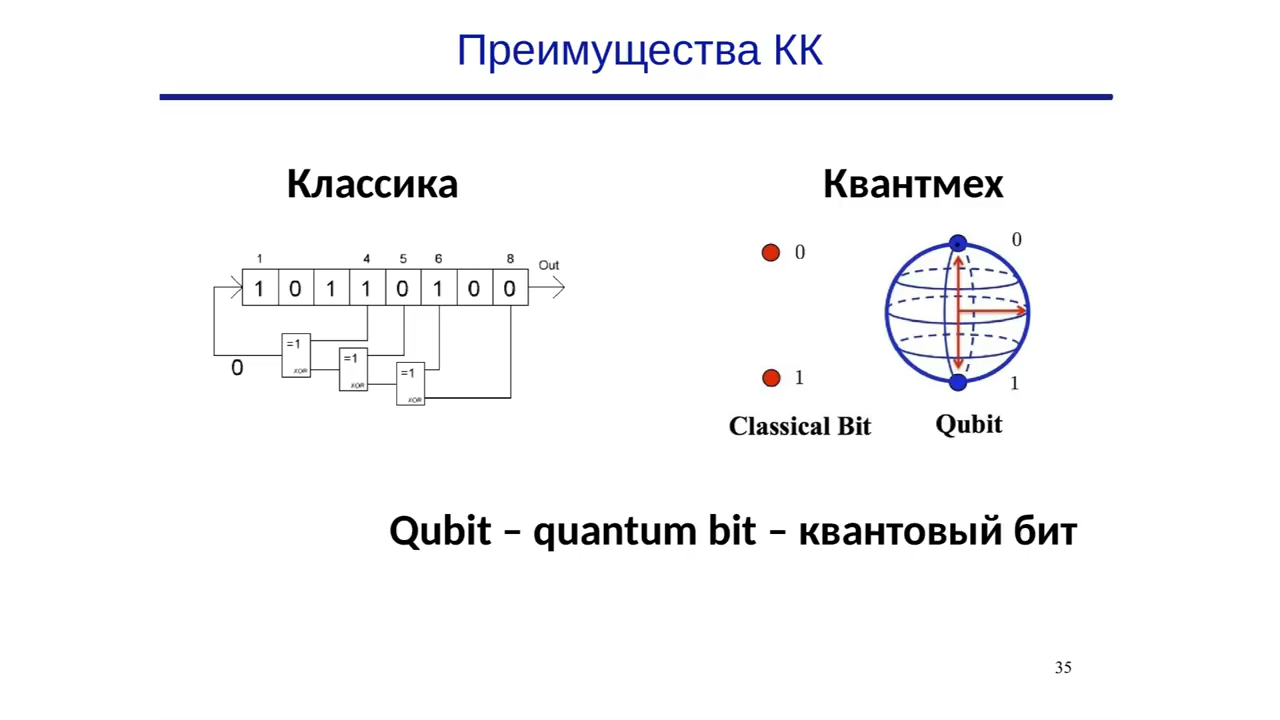 Преимущества КК
Классика
Квантмех
1 4 5 6 8
Out
1 0 1 1 0 1 0 0
=1
XOR
=1
XOR
=1
XOR
0
0
1
Classical Bit
0
1
Qubit
Qubit – quantum bit – квантовый бит
35